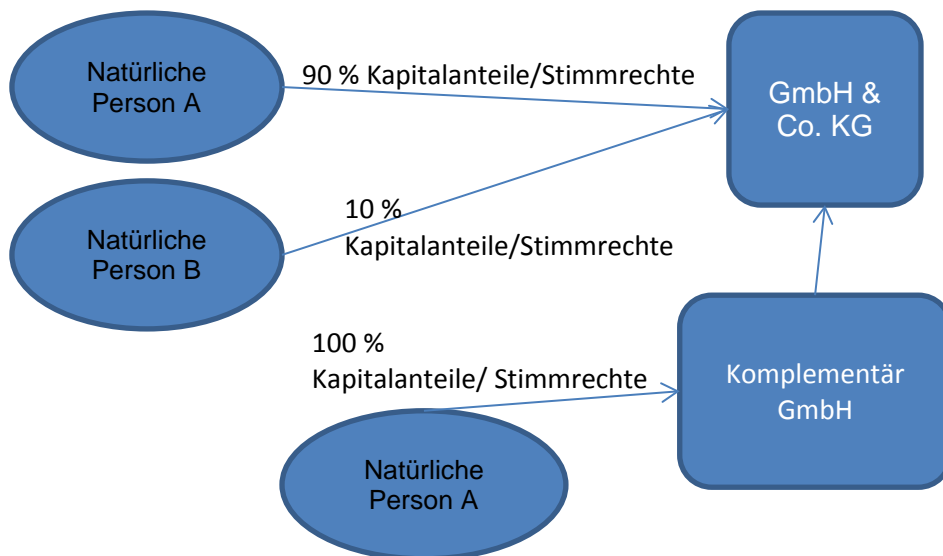 Natürliche
Person A
90 % Kapitalanteile/Stimmrechte
GmbH &
Co. KG
Natürliche
Person B
10 %
Kapitalanteile/Stimmrechte
100 %
Kapitalanteile/ Stimmrechte
Komplementär
GmbH
Natürliche
Person A